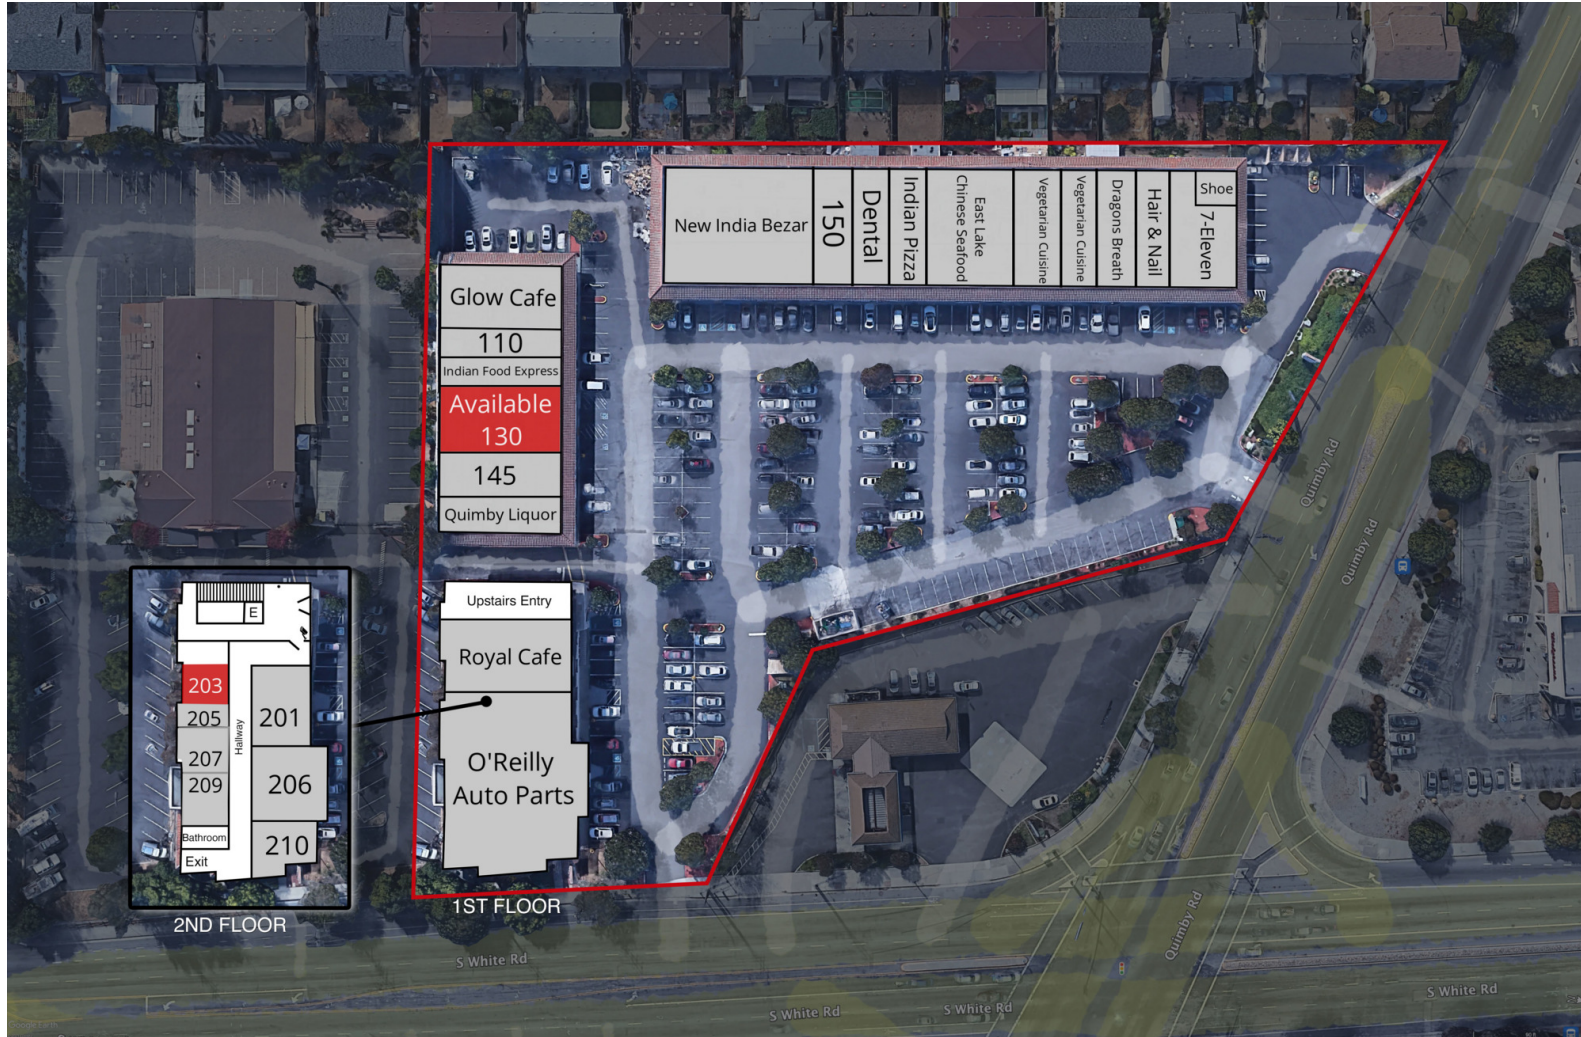 New India Bezar
150
Dental
Indian Pizza
East Lake
Chinese Seafood
Vegetarian Cuisine
Vegetarian Cuisine
Dragons Breath
Hair & Nail
Shoe
7-Eleven
Glow Cafe
110
Indian Food Express
Available
130
145
Quimby Liquor
Upstairs Entry
Royal Cafe
O'Reilly
Auto Parts
1ST FLOOR
E
203
205
207
209
Bathroom
Exit
Hallway
201
206
210
2ND FLOOR
Quimby Rd
Quimby Rd
Quimby Rd
S White Rd
S White Rd
S White Rd
S White Rd
Google Earth